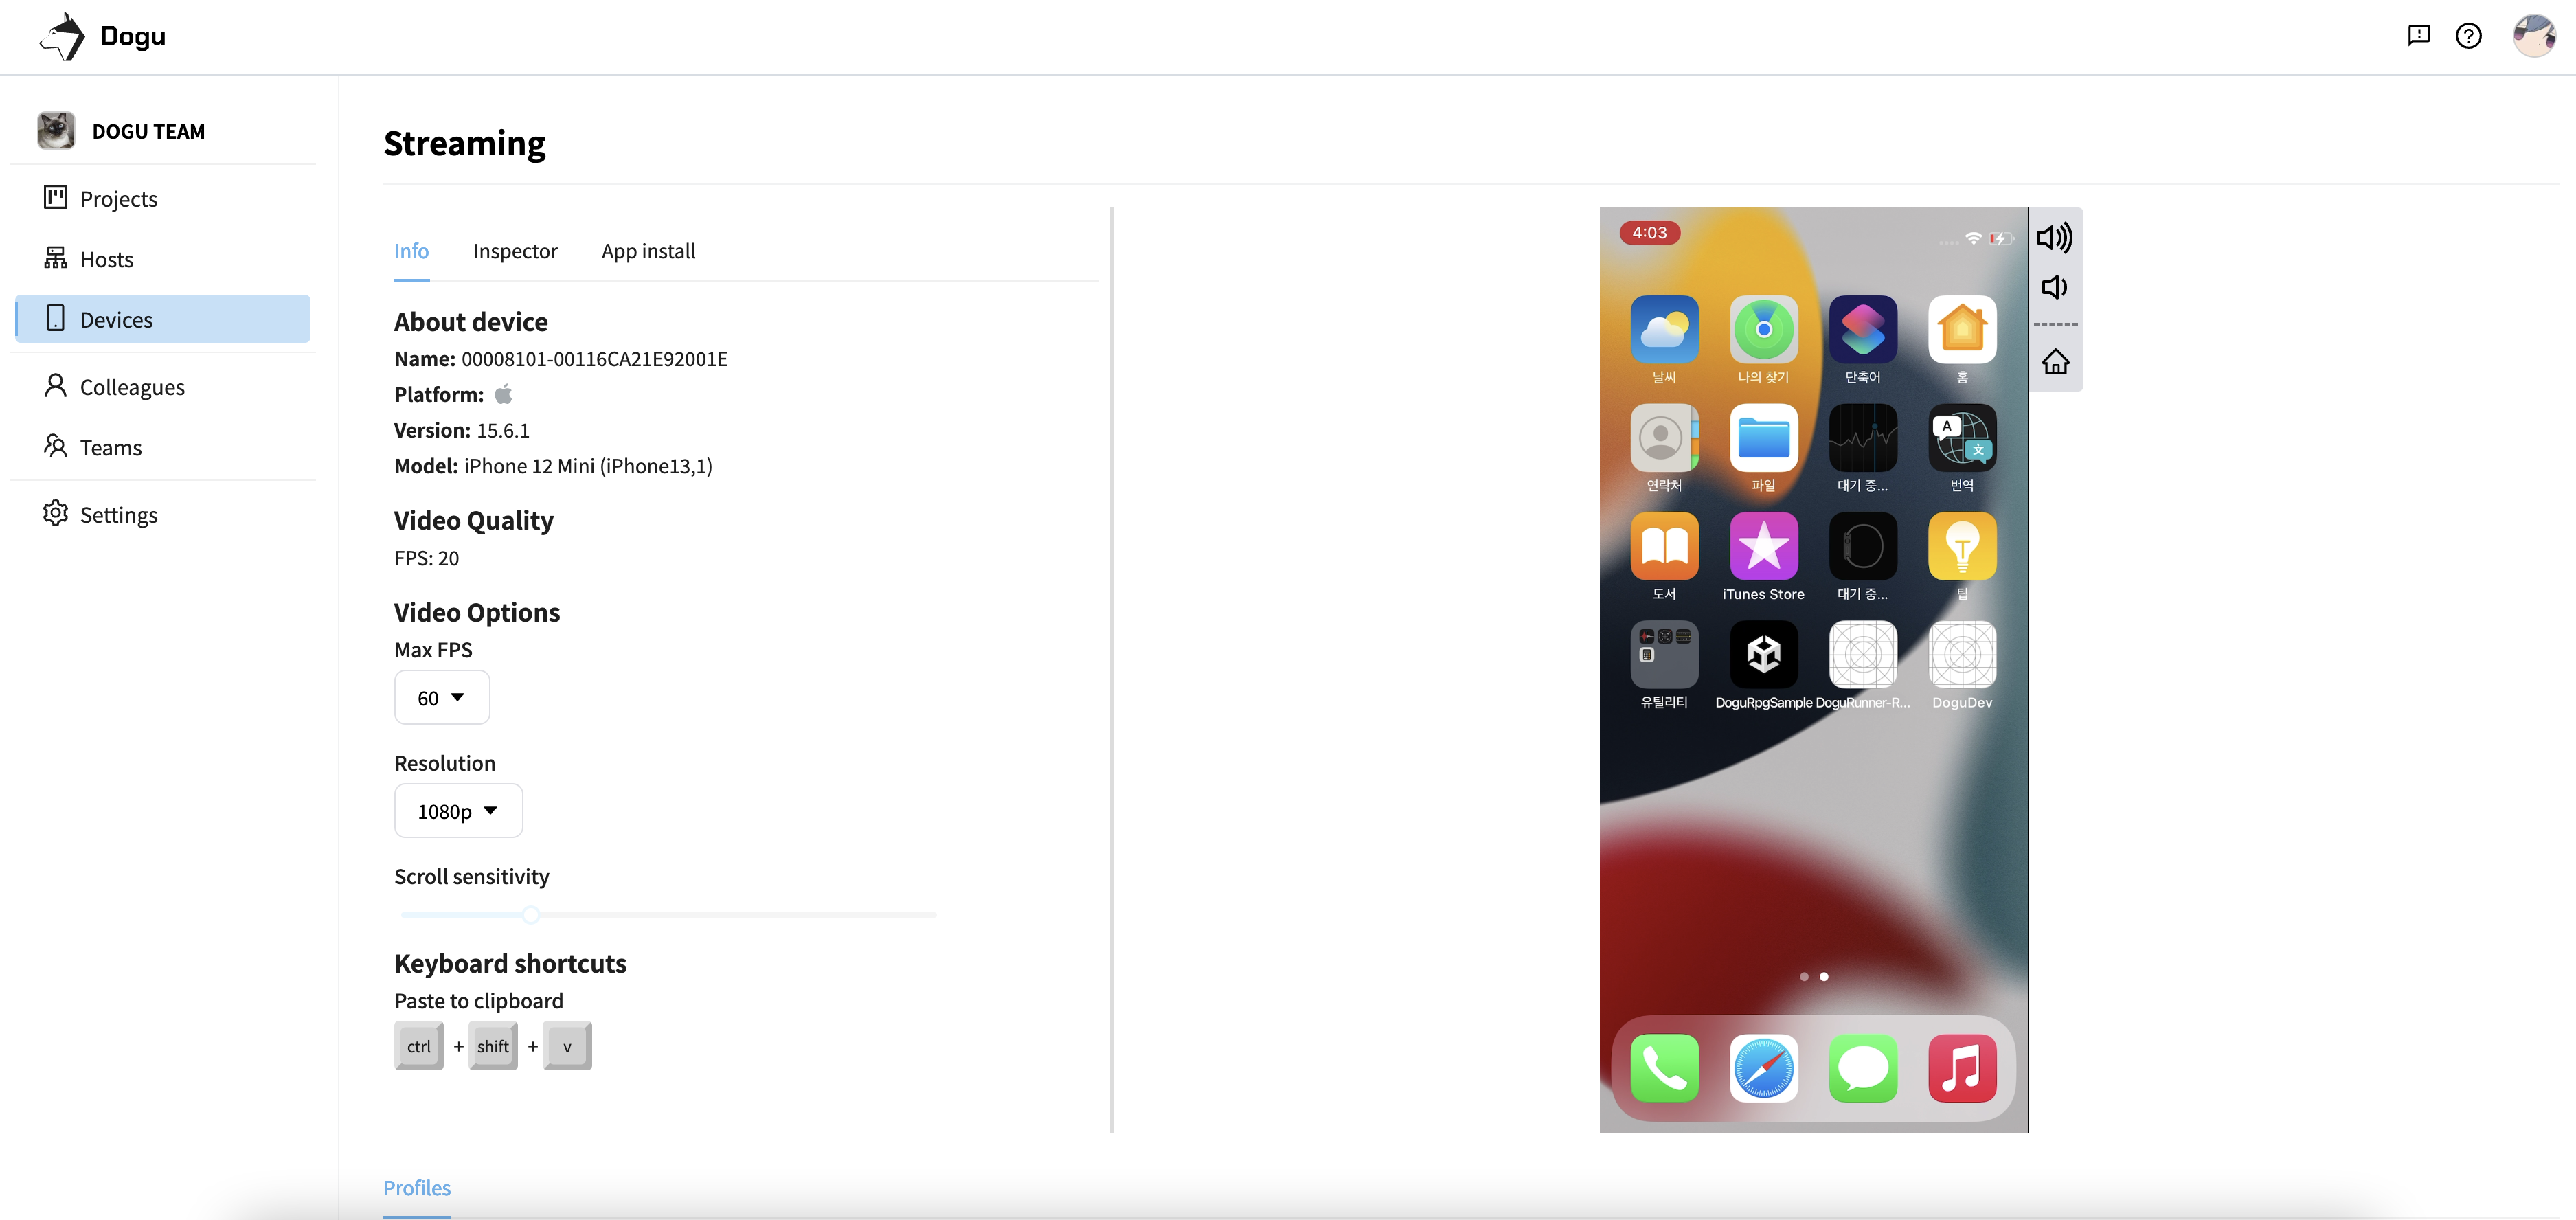 Dogu
DOGU TEAM
Projects
Hosts
Devices
Colleagues
Teams
Settings
Streaming
Info Inspector App install
About device
Name: 00008101-00116CA21E92001E
Platform:
Version: 15.6.1
Model: iPhone 12 Mini (iPhone13,1)
Video Quality
FPS: 20
Video Options
Max FPS
60
Resolution
1080p
Scroll sensitivity
Keyboard shortcuts
Paste to clipboard
ctrl + shift + v
Profiles
4:03
날씨 나의 찾기 단축어 홈
A 文
연락처 파일 대기 중... 번역
도서 iTunes Store 대기 중... 팁
유틸리티 DoguRpgSample DoguRunner-R... DoguDev